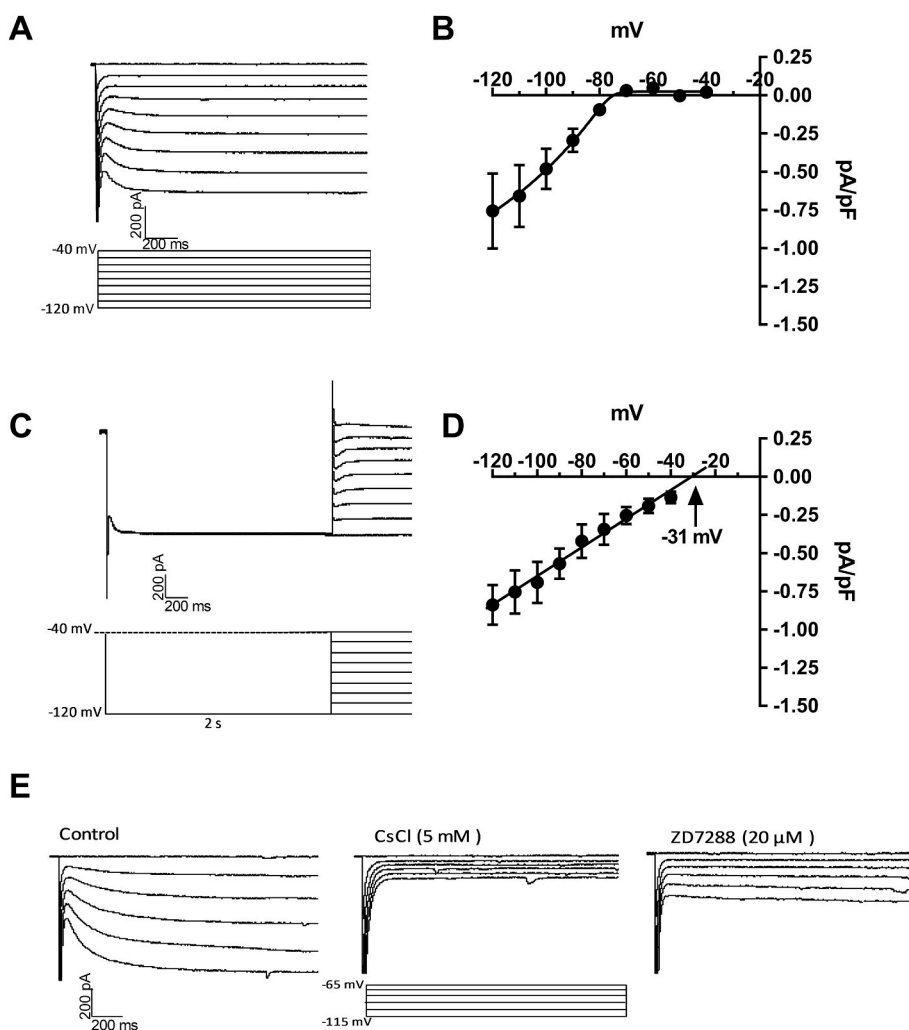 A
200 pA
200 ms
-40 mV
-120 mV
B
mV
-120 -100 -80 -60 -40 -20
0.25
0.00
-0.25
-0.50
-0.75
-1.00
-1.25
-1.50
pA/pF
C
200 pA
200 ms
-40 mV
-120 mV
2 s
D
mV
-120 -100 -80 -60 -40 -20
0.25
0.00
-0.25
-0.50
-0.75
-1.00
-1.25
-1.50
-31 mV
pA/pF
E
Control
CsCl (5 mM )
ZD7288 (20 µM )
200 pA
200 ms
-65 mV
-115 mV